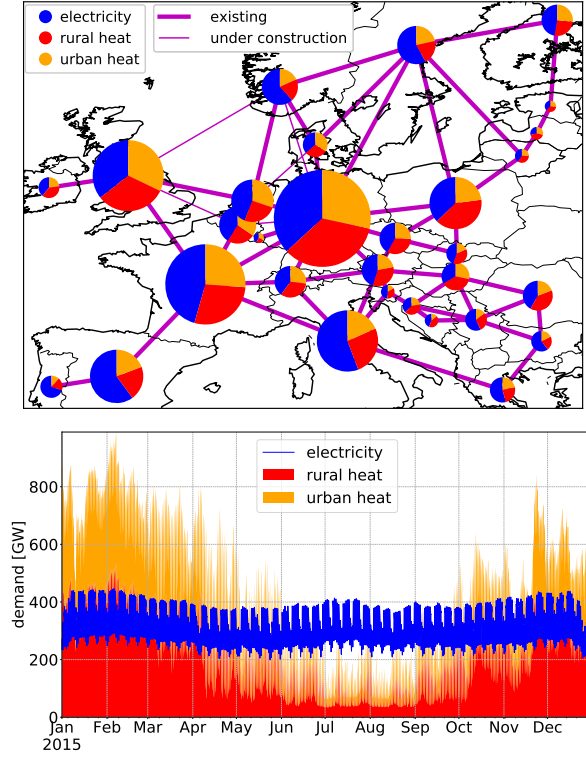 electricity
rural heat
urban heat
existing
under construction
electricity
rural heat
urban heat
demand [GW]
800
600
400
200
0
Jan Feb Mar Apr May Jun Jul Aug Sep Oct Nov Dec
2015